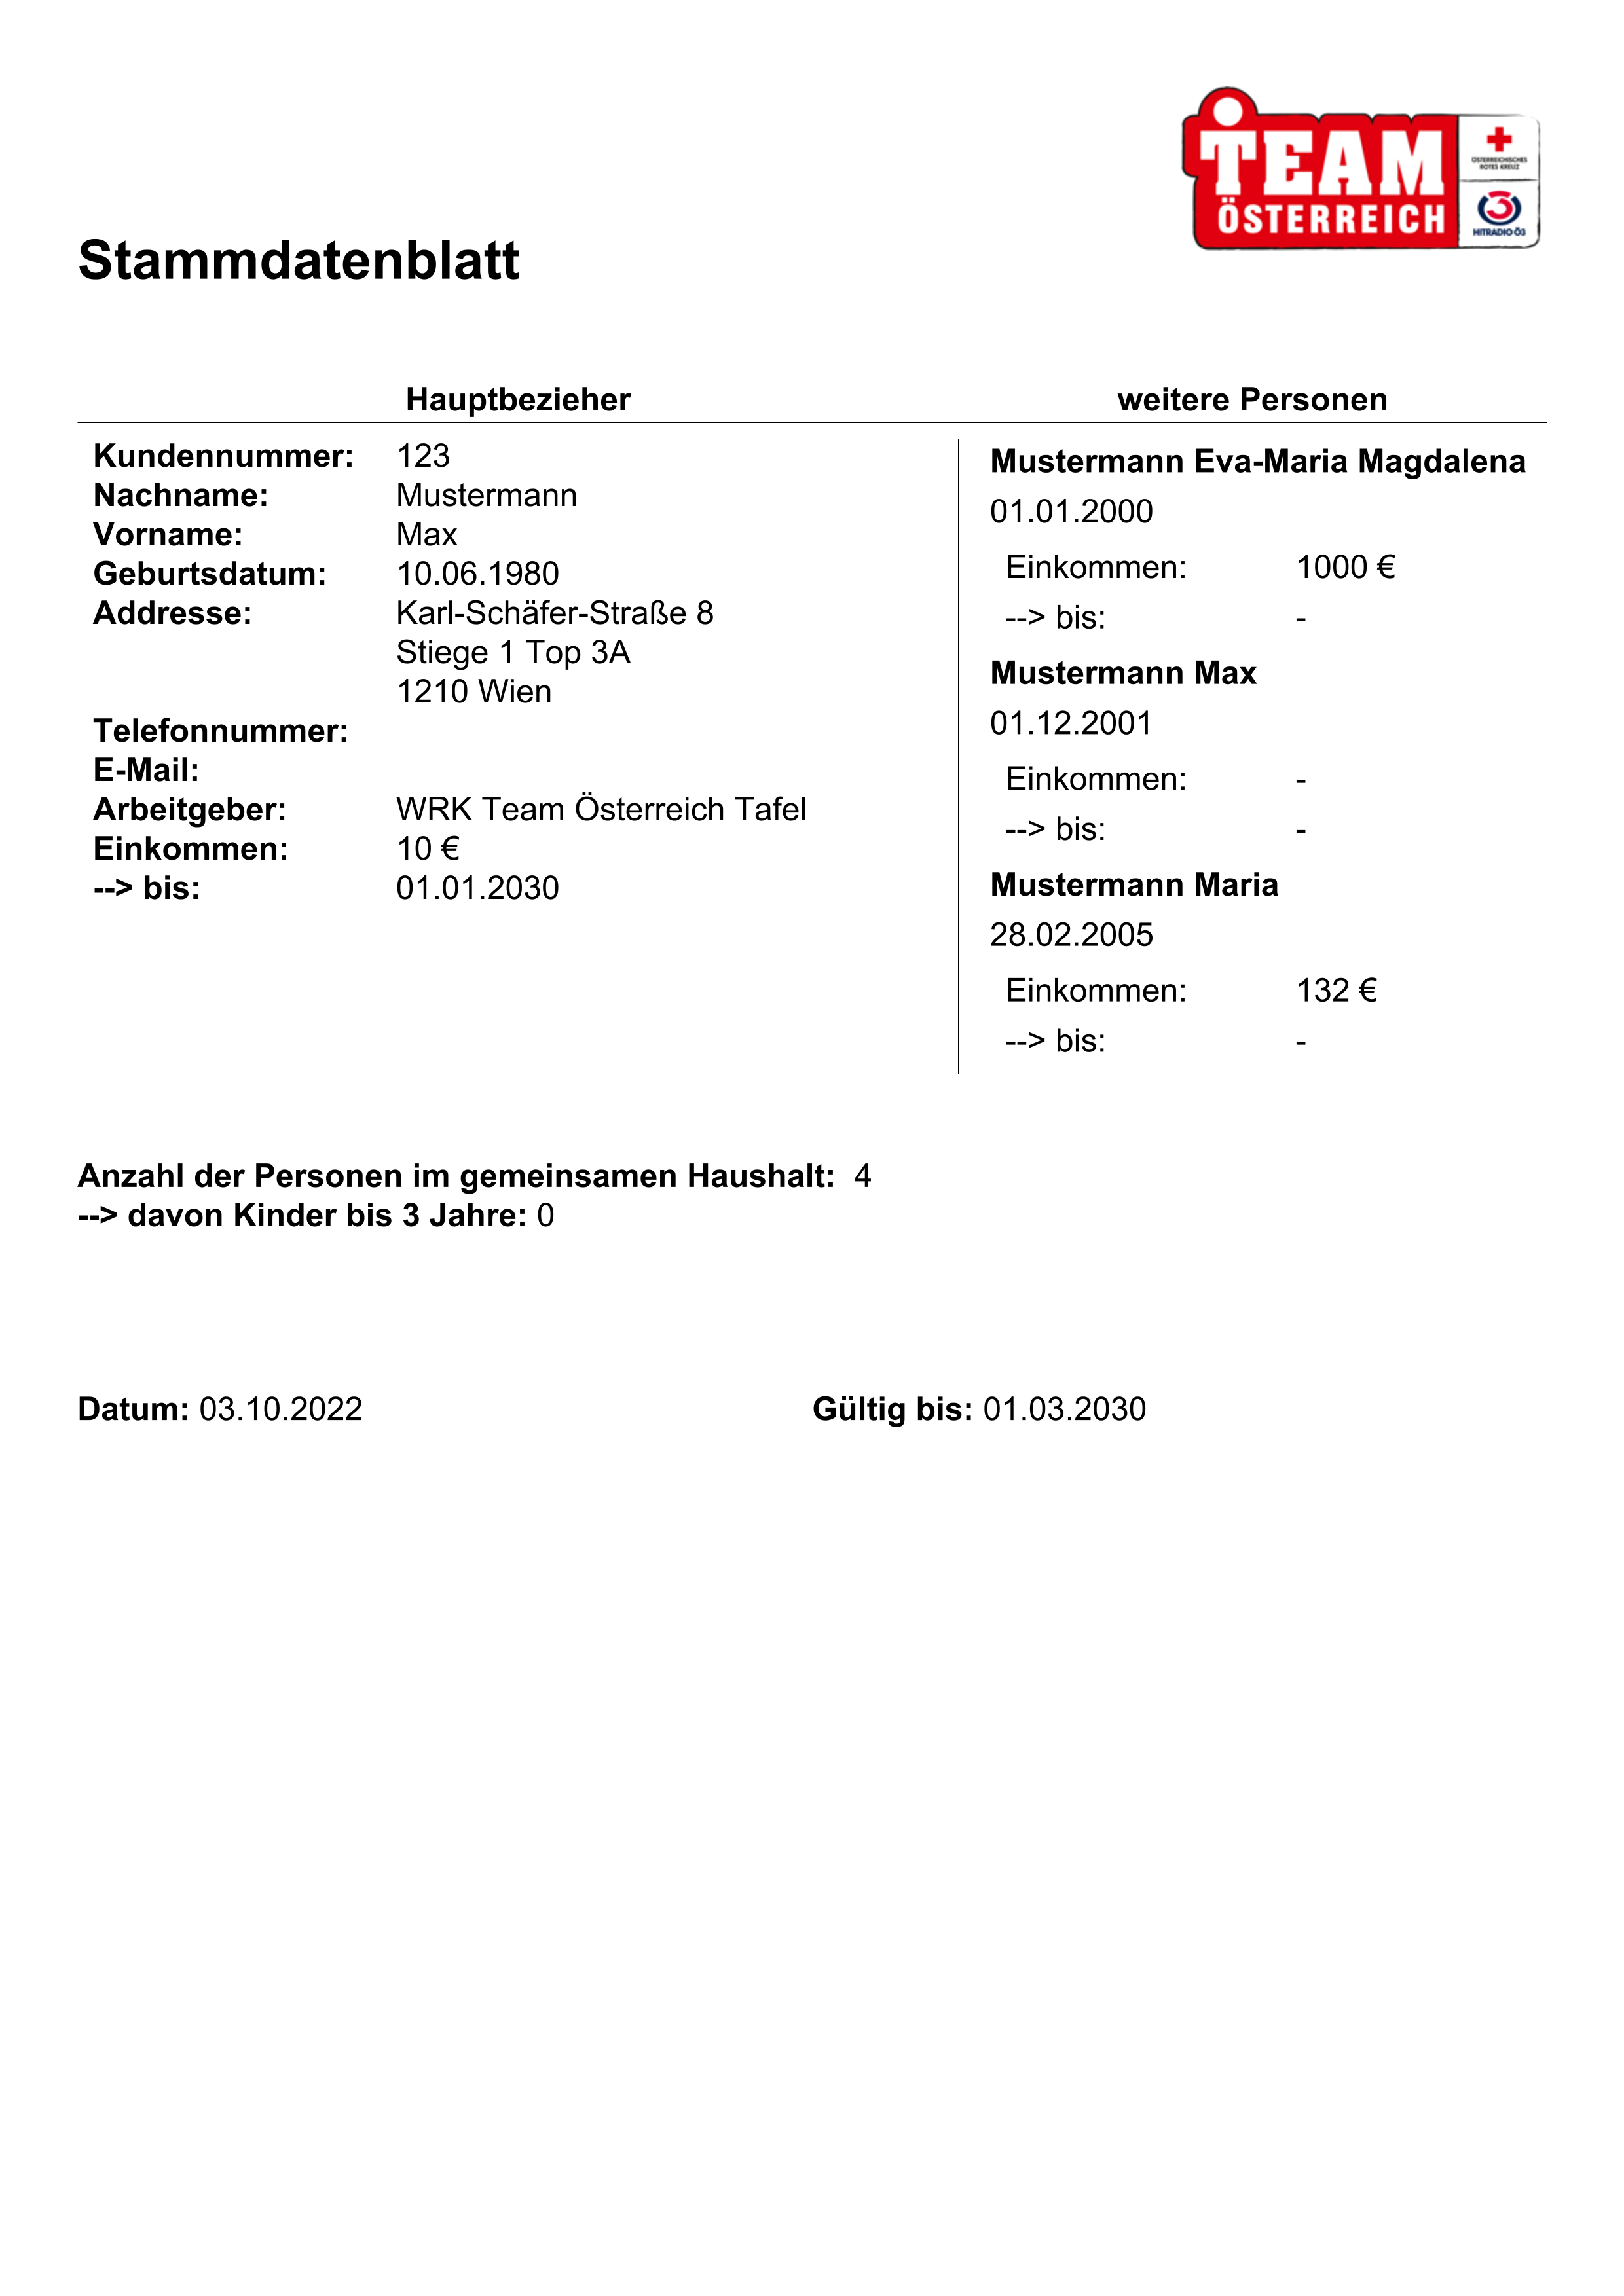 TEAM
ÖSTERREICH
ÖSTERREICHISCHES
ROTES KREUZ
3
HITRADIO Ö3
Stammdatenblatt
Hauptbezieher
Kundennummer: 123
Nachname: Mustermann
Vorname: Max
Geburtsdatum: 10.06.1980
Addresse: Karl-Schäfer-Straße 8
Stiege 1 Top 3A
1210 Wien
Telefonnummer:
E-Mail:
Arbeitgeber: WRK Team Österreich Tafel
Einkommen: 10 €
--> bis: 01.01.2030
weitere Personen
Mustermann Eva-Maria Magdalena
01.01.2000
Einkommen: 1000 €
--> bis: -
Mustermann Max
01.12.2001
Einkommen: -
--> bis: -
Mustermann Maria
28.02.2005
Einkommen: 132 €
--> bis: -
Anzahl der Personen im gemeinsamen Haushalt: 4
--> davon Kinder bis 3 Jahre: 0
Datum: 03.10.2022 Gültig bis: 01.03.2030